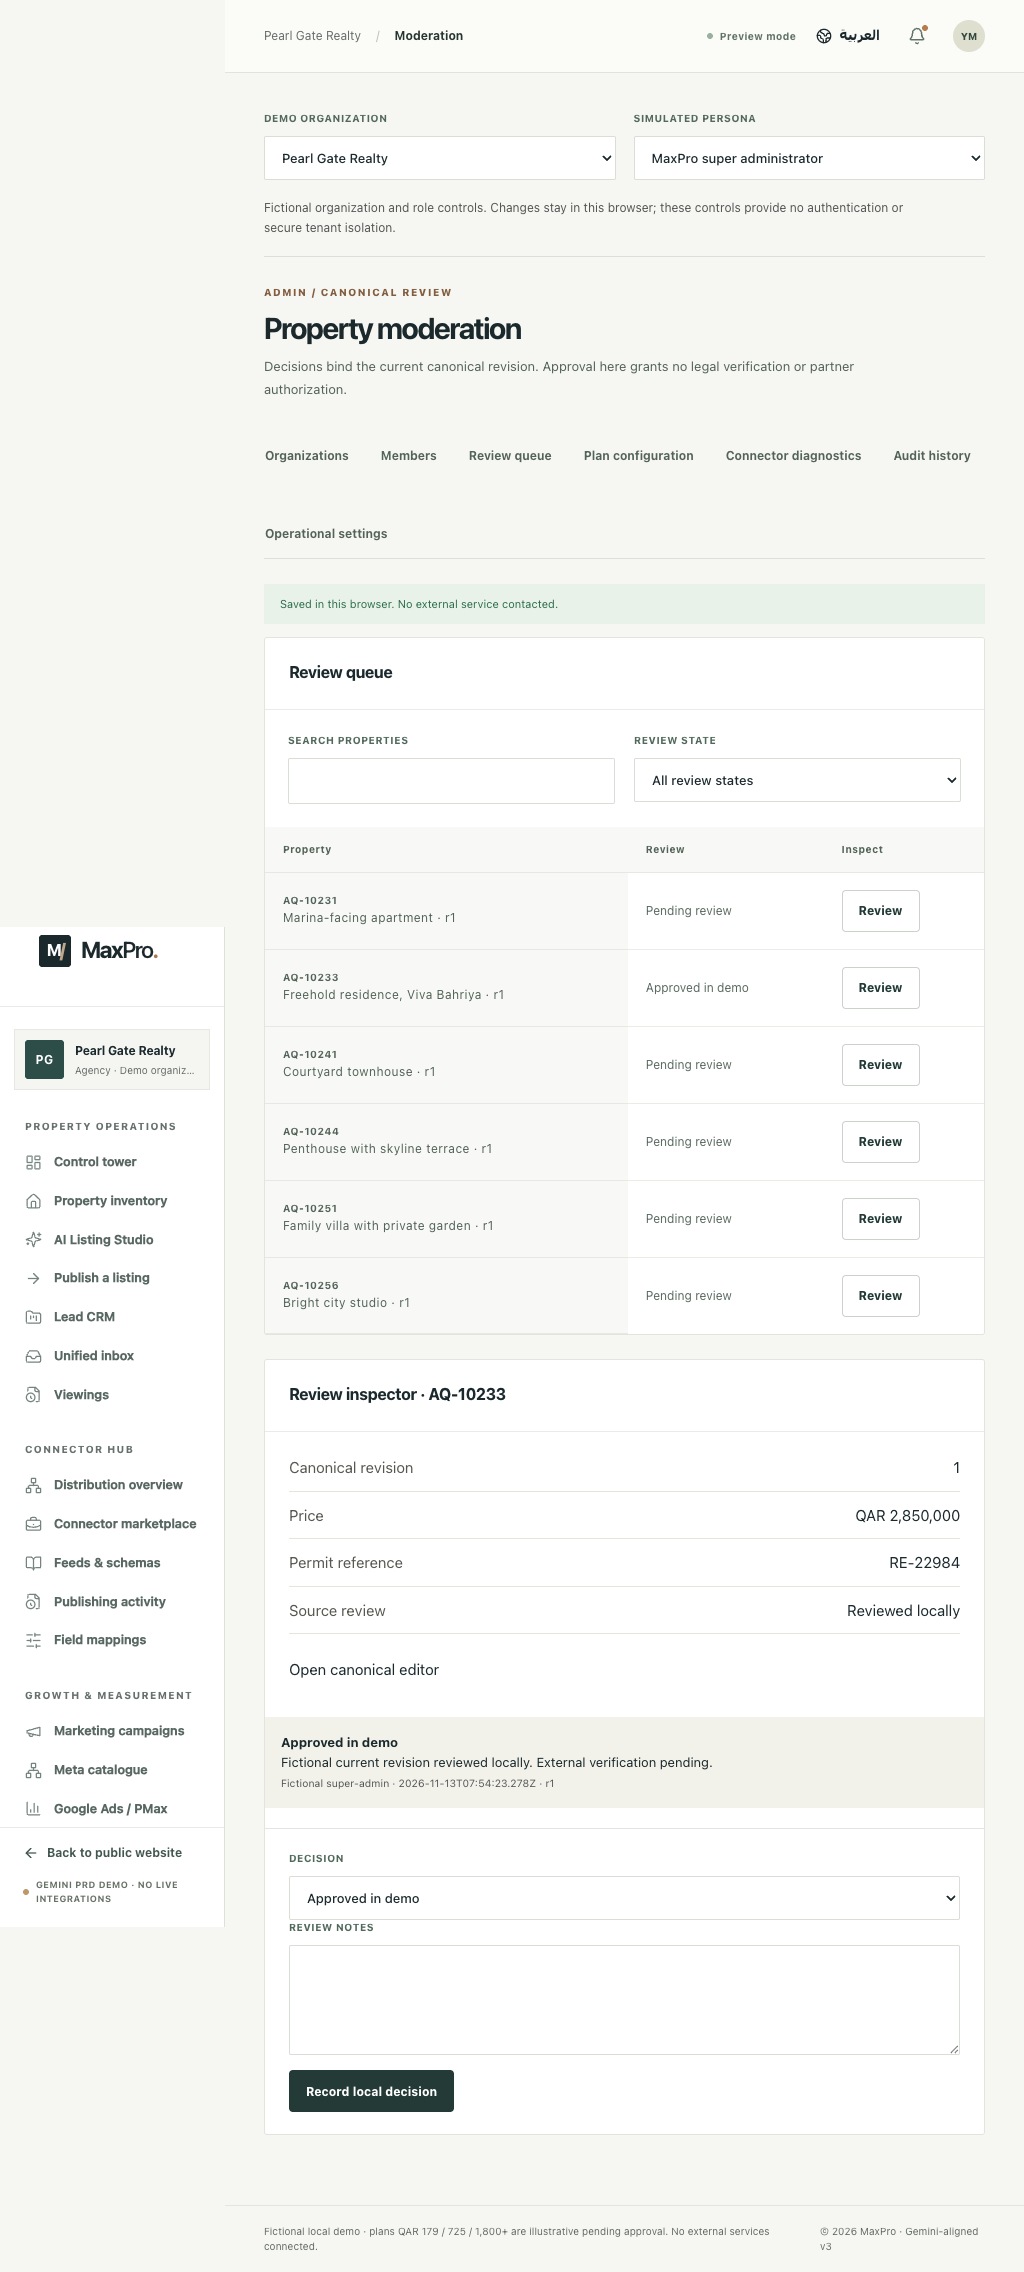 Pearl Gate Realty / Moderation
Preview mode
العربية
YM
DEMO ORGANIZATION
Pearl Gate Realty
SIMULATED PERSONA
MaxPro super administrator
Fictional organization and role controls. Changes stay in this browser; these controls provide no authentication or
secure tenant isolation.
ADMIN / CANONICAL REVIEW
Property moderation
Decisions bind the current canonical revision. Approval here grants no legal verification or partner
authorization.
Organizations
Members
Review queue
Plan configuration
Connector diagnostics
Audit history
Operational settings
Saved in this browser. No external service contacted.
Review queue
SEARCH PROPERTIES
REVIEW STATE
All review states
Property
Review
Inspect
AQ-10231
Marina-facing apartment · r1
Pending review
Review
AQ-10233
Freehold residence, Viva Bahriya · r1
Approved in demo
Review
AQ-10241
Courtyard townhouse · r1
Pending review
Review
AQ-10244
Penthouse with skyline terrace · r1
Pending review
Review
AQ-10251
Family villa with private garden · r1
Pending review
Review
AQ-10256
Bright city studio · r1
Pending review
Review
Review inspector · AQ-10233
Canonical revision
1
Price
QAR 2,850,000
Permit reference
RE-22984
Source review
Reviewed locally
Open canonical editor
Approved in demo
Fictional current revision reviewed locally. External verification pending.
Fictional super-admin · 2026-11-13T07:54:23.278Z · r1
DECISION
Approved in demo
REVIEW NOTES
Record local decision
M/
MaxPro.
PG
Pearl Gate Realty
Agency · Demo organiz...
PROPERTY OPERATIONS
Control tower
Property inventory
AI Listing Studio
Publish a listing
Lead CRM
Unified inbox
Viewings
CONNECTOR HUB
Distribution overview
Connector marketplace
Feeds & schemas
Publishing activity
Field mappings
GROWTH & MEASUREMENT
Marketing campaigns
Meta catalogue
Google Ads / PMax
Back to public website
GEMINI PRD DEMO · NO LIVE
INTEGRATIONS
Fictional local demo · plans QAR 179 / 725 / 1,800+ are illustrative pending approval. No external services
connected.
© 2026 MaxPro · Gemini-aligned
v3